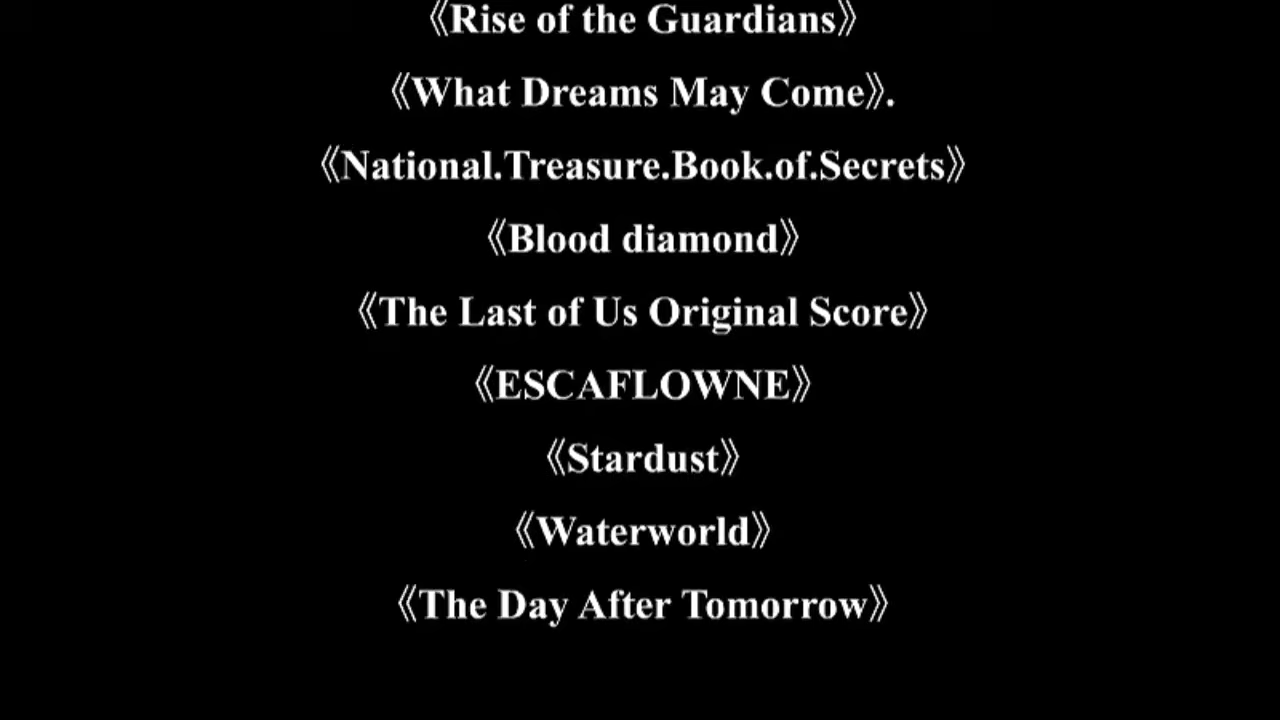 《Rise of the Guardians》
《What Dreams May Come》.
《National.Treasure.Book.of.Secrets》
《Blood diamond》
《The Last of Us Original Score》
《ESCAFLOWNE》
《Stardust》
《Waterworld》
《The Day After Tomorrow》